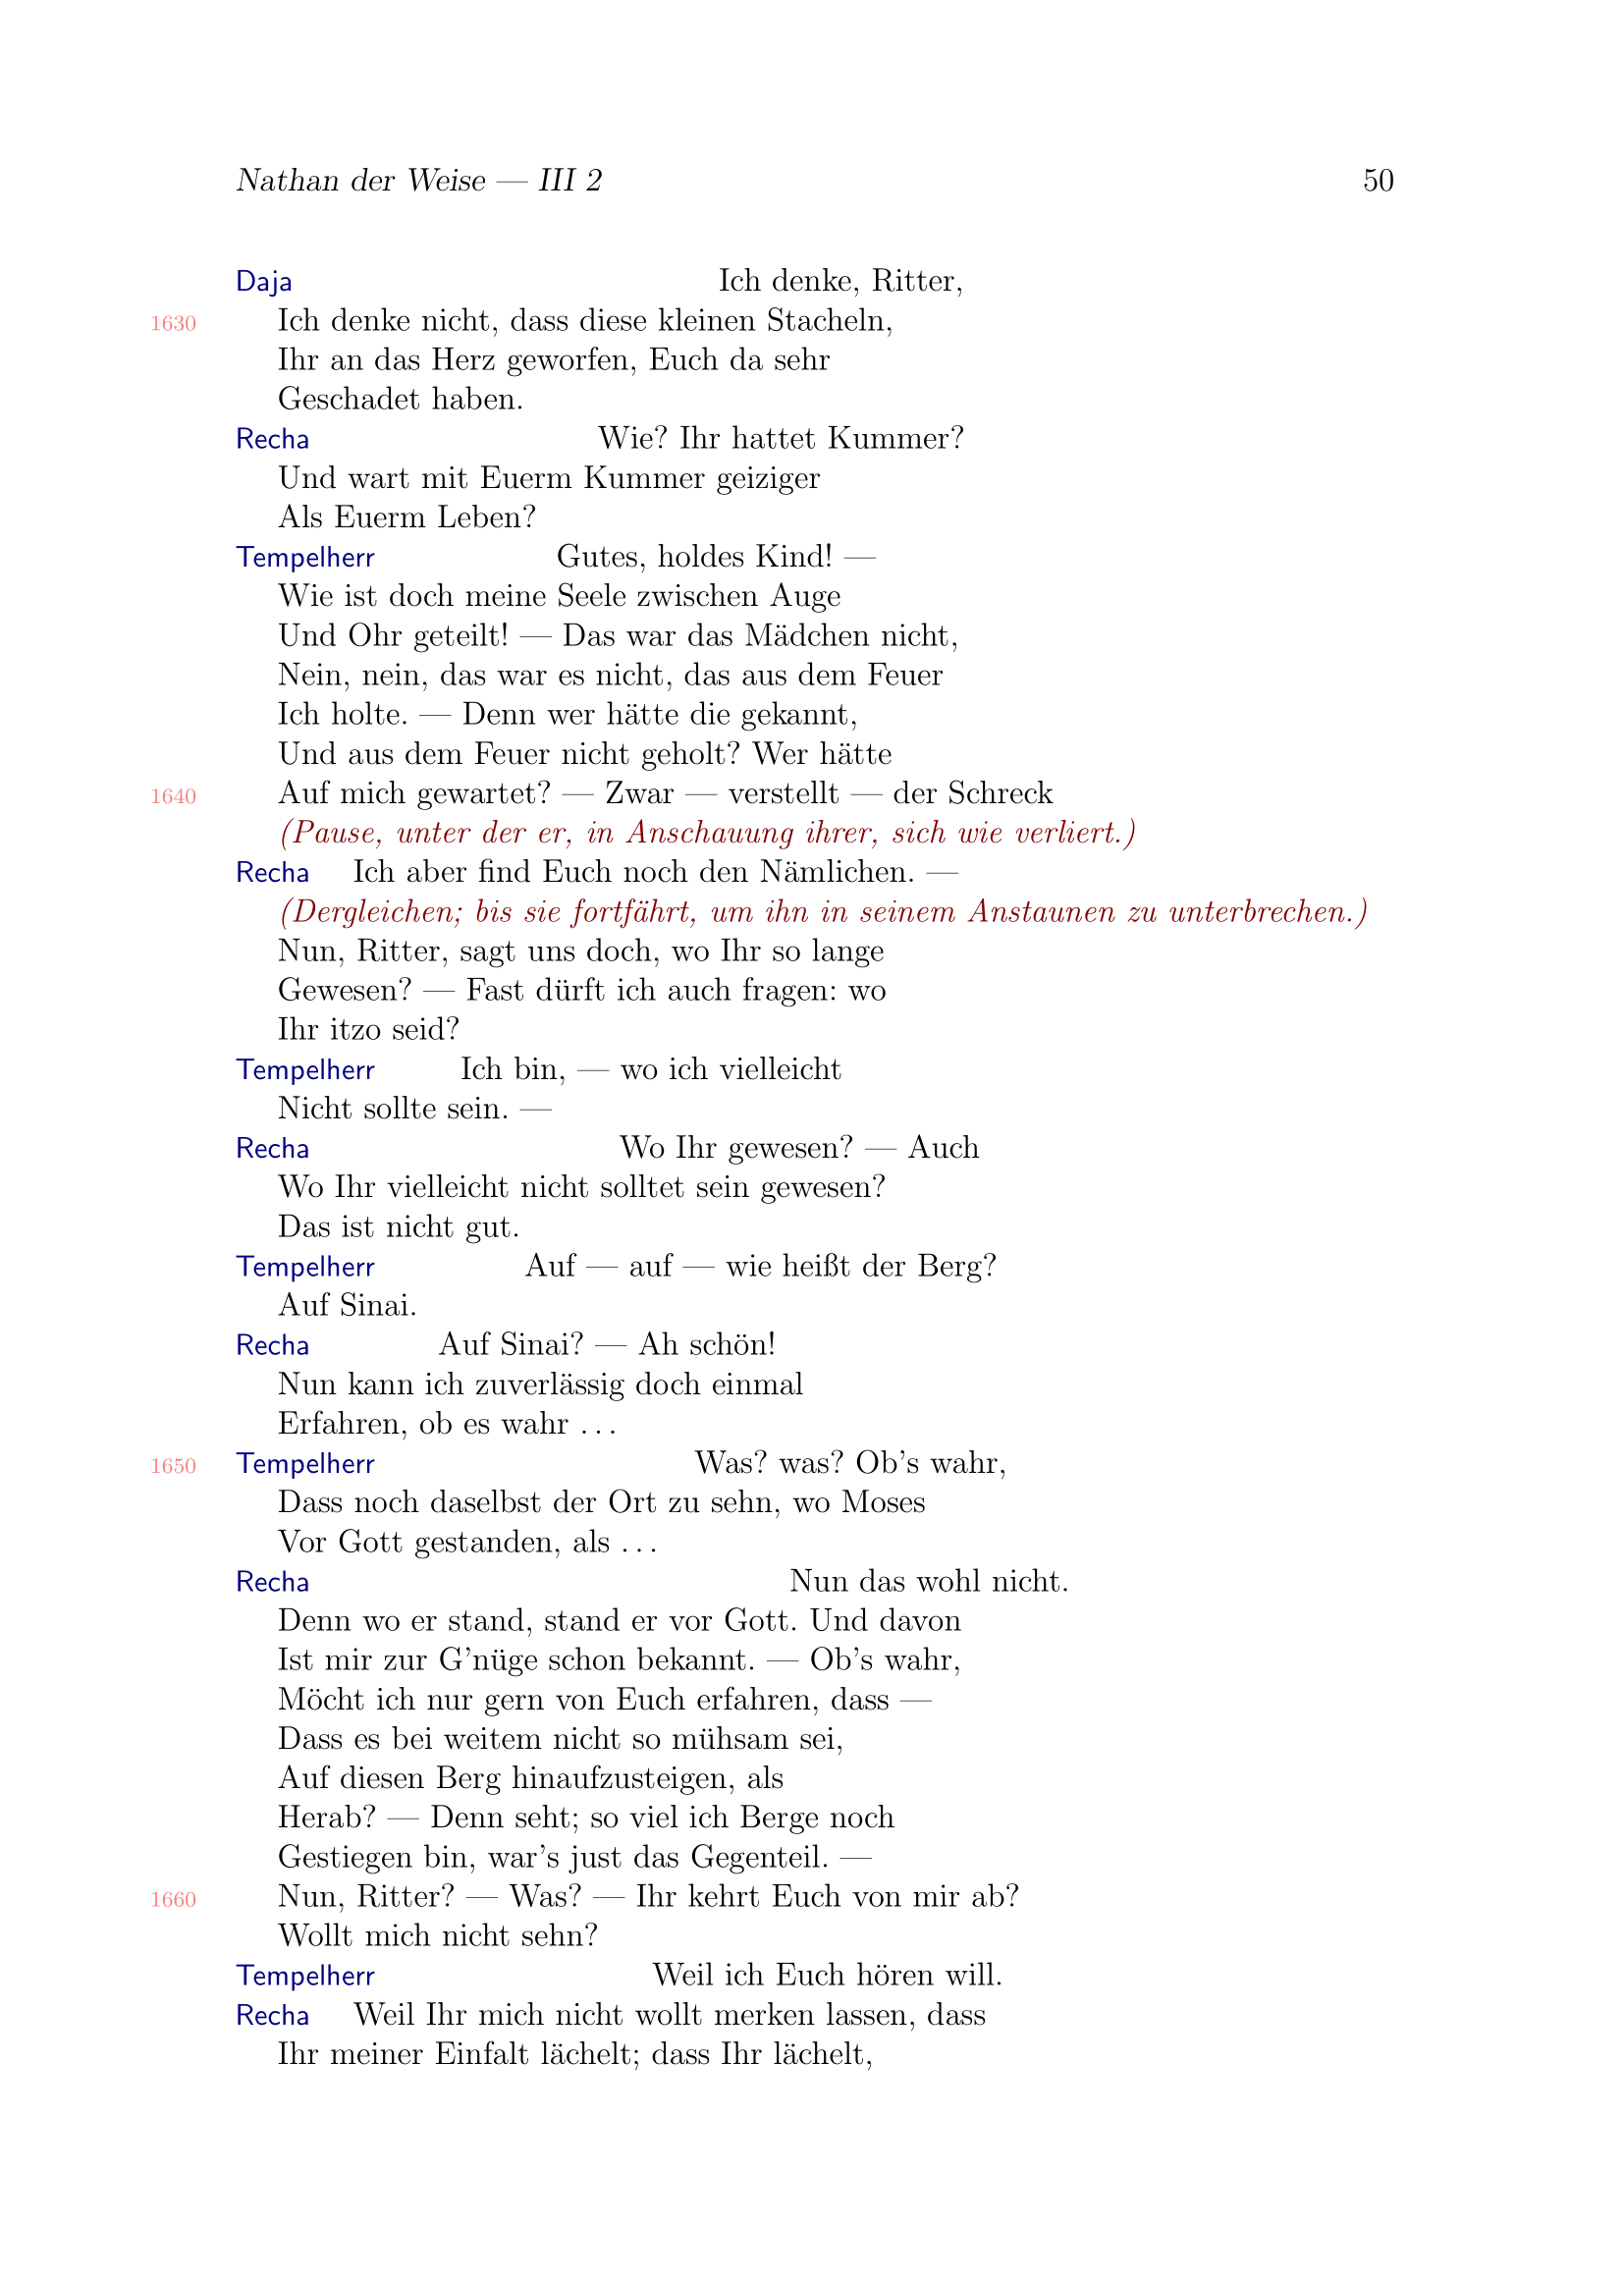 Nathan der Weise — III 2 50
Daja Ich denke, Ritter,
1630 Ich denke nicht, dass diese kleinen Stacheln,
Ihr an das Herz geworfen, Euch da sehr
Geschadet haben.
Recha Wie? Ihr hattet Kummer?
Und wart mit Euerm Kummer geiziger
Als Euerm Leben?
Tempelherr Gutes, holdes Kind! —
Wie ist doch meine Seele zwischen Auge
Und Ohr geteilt! — Das war das Mädchen nicht,
Nein, nein, das war es nicht, das aus dem Feuer
Ich holte. — Denn wer hätte die gekannt,
Und aus dem Feuer nicht geholt? Wer hätte
1640 Auf mich gewartet? — Zwar — verstellt — der Schreck
(Pause, unter der er, in Anschauung ihrer, sich wie verliert.)
Recha Ich aber find Euch noch den Nämlichen. —
(Dergleichen; bis sie fortfährt, um ihn in seinem Anstaunen zu unterbrechen.)
Nun, Ritter, sagt uns doch, wo Ihr so lange
Gewesen? — Fast dürft ich auch fragen: wo
Ihr itzo seid?
Tempelherr Ich bin, — wo ich vielleicht
Nicht sollte sein. —
Recha Wo Ihr gewesen? — Auch
Wo Ihr vielleicht nicht solltet sein gewesen?
Das ist nicht gut.
Tempelherr Auf — auf — wie heißt der Berg?
Auf Sinai.
Recha Auf Sinai? — Ah schön!
Nun kann ich zuverlässig doch einmal
Erfahren, ob es wahr . . .
1650 Tempelherr Was? was? Ob's wahr,
Dass noch daselbst der Ort zu sehn, wo Moses
Vor Gott gestanden, als . . .
Recha Nun das wohl nicht.
Denn wo er stand, stand er vor Gott. Und davon
Ist mir zur G'nüge schon bekannt. — Ob's wahr,
Möcht ich nur gern von Euch erfahren, dass —
Dass es bei weitem nicht so mühsam sei,
Auf diesen Berg hinaufzusteigen, als
Herab? — Denn seht; so viel ich Berge noch
Gestiegen bin, war's just das Gegenteil. —
1660 Nun, Ritter? — Was? — Ihr kehrt Euch von mir ab?
Wollt mich nicht sehn?
Tempelherr Weil ich Euch hören will.
Recha Weil Ihr mich nicht wollt merken lassen, dass
Ihr meiner Einfalt lächelt; dass Ihr lächelt,